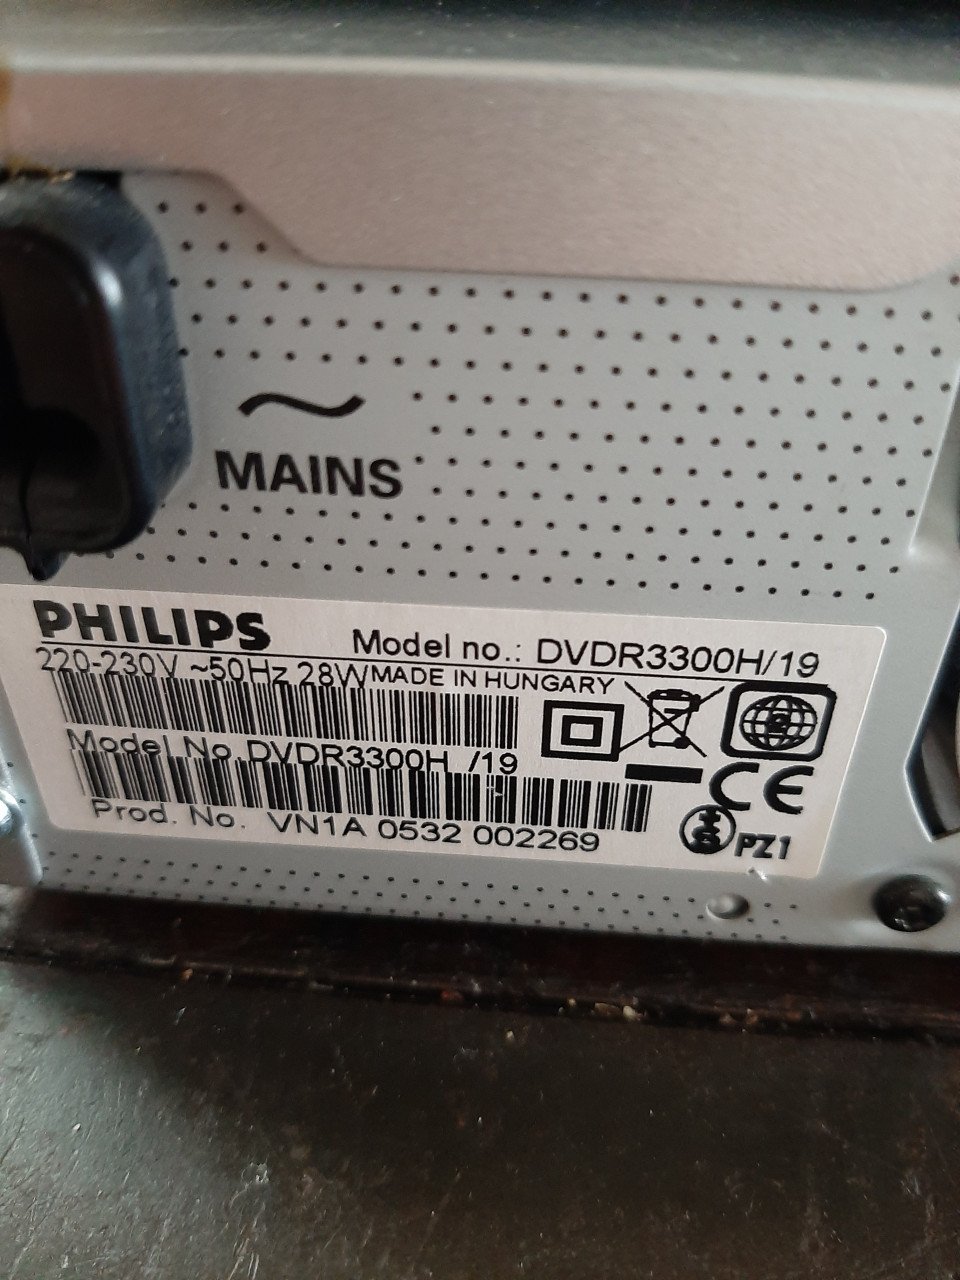 ~
MAINS
PHILIPS
Model no.: DVDR3300H/19
220-230V ~50Hz 28W MADE IN HUNGARY
2
Model No. DVDR3300H /19
CE
Prod. No. VN1A 0532 002269
PZ1